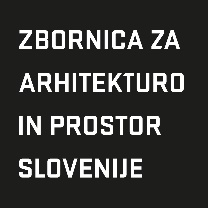 ZBORNICA ZA
ARHITEKTURO
IN PROSTOR
SLOVENIJE